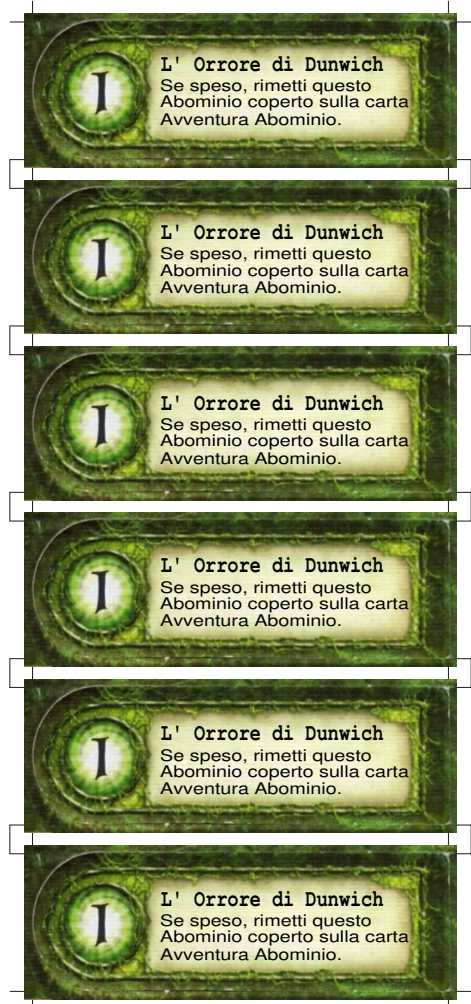 I
L' Orrore di Dunwich
Se speso, rimetti questo
Abominio coperto sulla carta
Avventura Abominio.
I
L' Orrore di Dunwich
Se speso, rimetti questo
Abominio coperto sulla carta
Avventura Abominio.
I
L' Orrore di Dunwich
Se speso, rimetti questo
Abominio coperto sulla carta
Avventura Abominio.
I
L' Orrore di Dunwich
Se speso, rimetti questo
Abominio coperto sulla carta
Avventura Abominio.
I
L' Orrore di Dunwich
Se speso, rimetti questo
Abominio coperto sulla carta
Avventura Abominio.
I
L' Orrore di Dunwich
Se speso, rimetti questo
Abominio coperto sulla carta
Avventura Abominio.